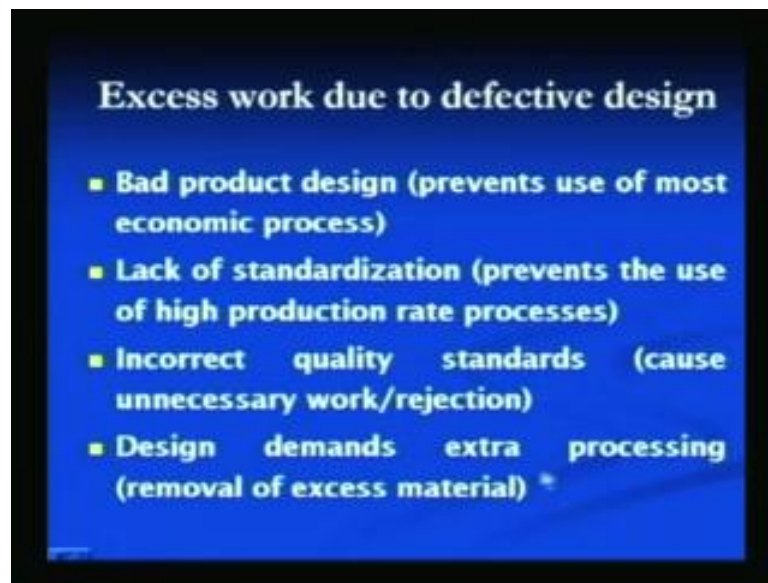 Excess work due to defective design
Bad product design (prevents use of most
economic process)
Lack of standardization (prevents the use
of high production rate processes)
Incorrect quality standards (cause
unnecessary work/rejection)
Design demands extra processing
(removal of excess material)